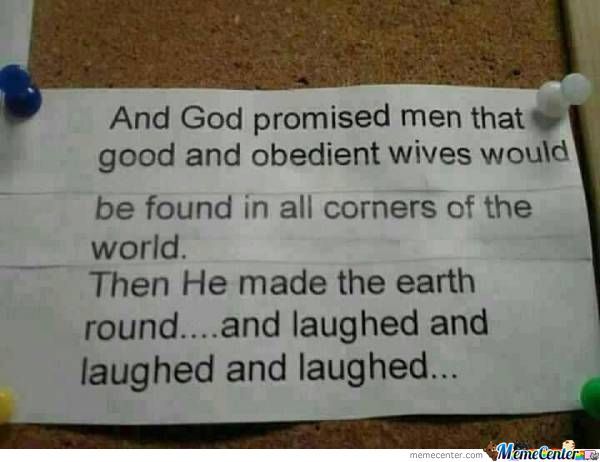 And God promised men that
good and obedient wives would
be found in all corners of the
world.
Then He made the earth
round....and laughed and
laughed and laughed...
memecenter.com MemeCenter